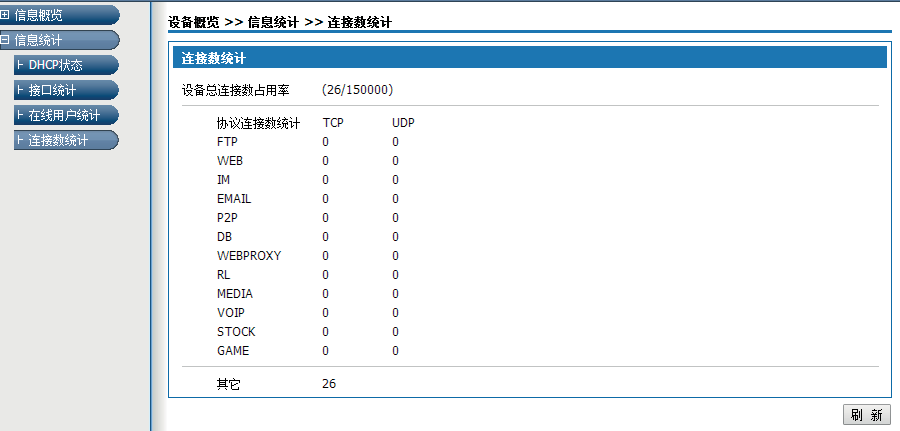 信息概览
信息统计
DHCP状态
接口统计
在线用户统计
连接数统计
设备概览 >> 信息统计 >> 连接数统计
连接数统计
设备总连接数占用率 (26/150000)
协议连接数统计 TCP UDP
FTP 0 0
WEB 0 0
IM 0 0
EMAIL 0 0
P2P 0 0
DB 0 0
WEBPROXY 0 0
RL 0 0
MEDIA 0 0
VOIP 0 0
STOCK 0 0
GAME 0 0
其它 26
刷 新